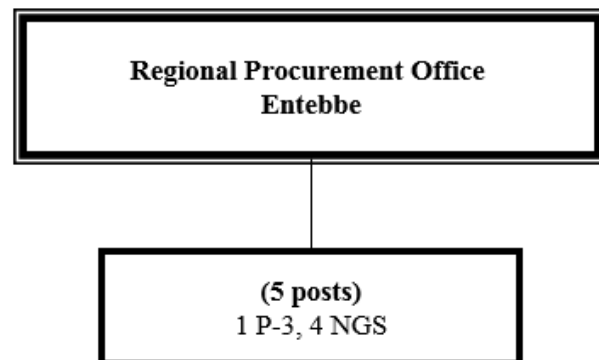 Regional Procurement Office
Entebbe
(5 posts)
1 P-3, 4 NGS